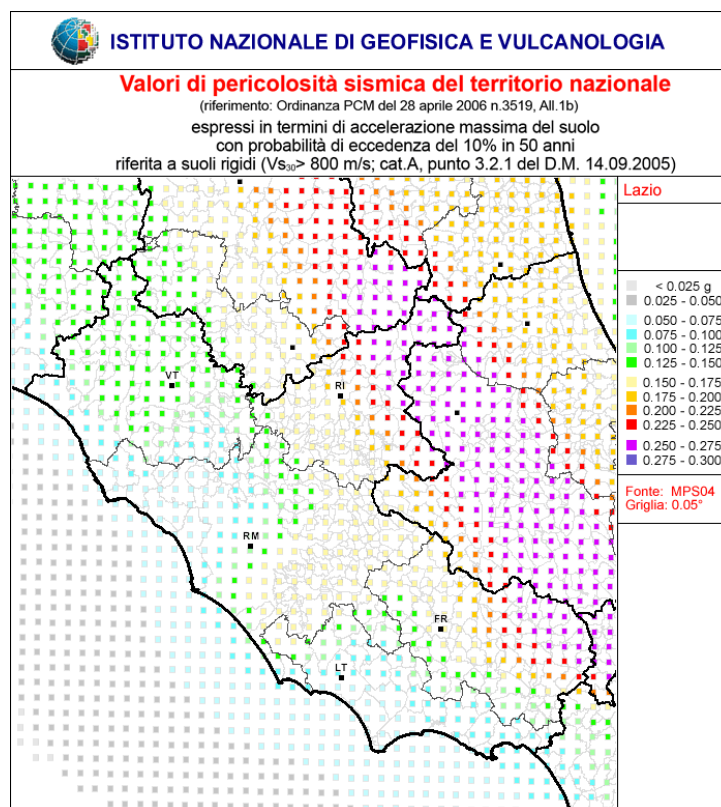 ISTITUTO NAZIONALE DI GEOFISICA E VULCANOLOGIA
Valori di pericolosità sismica del territorio nazionale
(riferimento: Ordinanza PCM del 28 aprile 2006 n.3519, All.1b)
espressi in termini di accelerazione massima del suolo
con probabilità di eccedenza del 10% in 50 anni
riferita a suoli rigidi (Vs₃₀> 800 m/s; cat.A, punto 3.2.1 del D.M. 14.09.2005)
Lazio
< 0.025 g
0.025 - 0.050
0.050 - 0.075
0.075 - 0.100
0.100 - 0.125
0.125 - 0.150
0.150 - 0.175
0.175 - 0.200
0.200 - 0.225
0.225 - 0.250
0.250 - 0.275
0.275 - 0.300
Fonte: MPS04
Griglia: 0.05°
VT
RI
RM
FR
LT